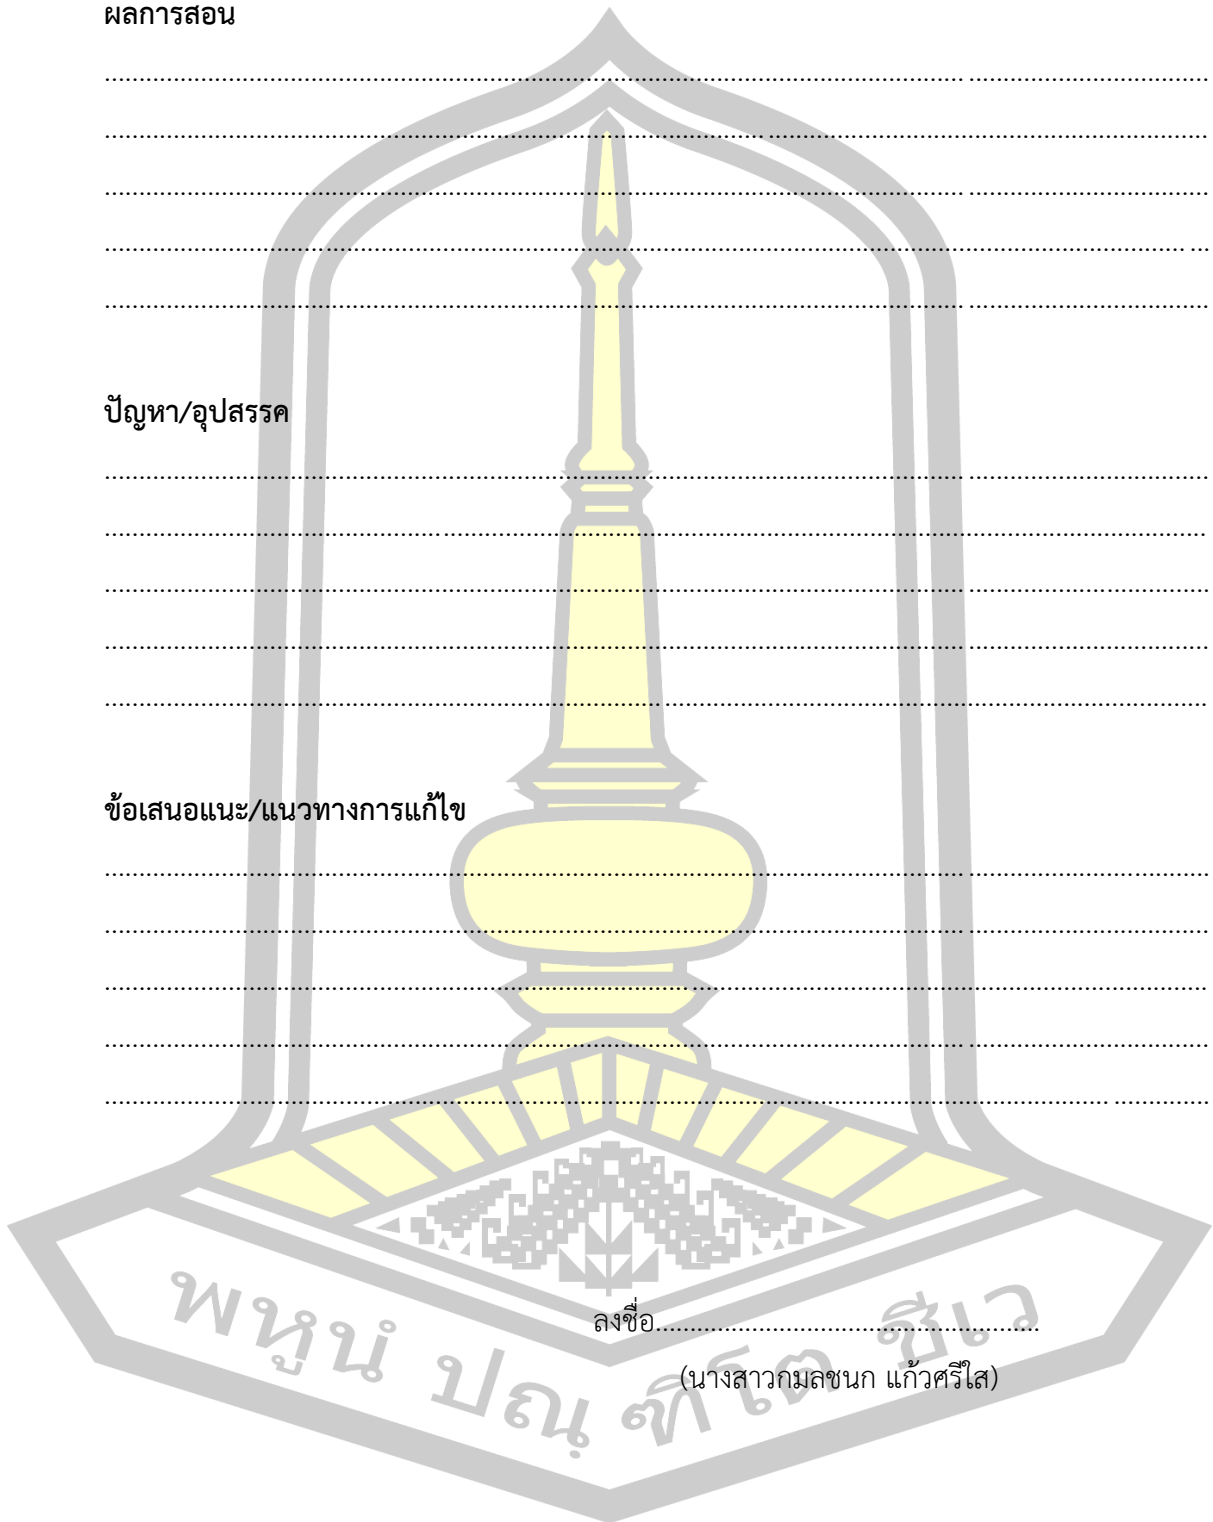 ผลการสอน
........................................................................................................................... ..................................
.............................................................................................. ...............................................................
........................................................................................................................... ..................................
........................................................................................................................................................... ...
........................................................................................................................... ..................................
ปัญหา/อุปสรรค
........................................................................................................................... ..................................
................................................ .............................................................................................................
........................................................................................................................... ..................................
........................................................................................................................... ..................................
..............................................................................................................................................................
ข้อเสนอแนะ/แนวทางการแก้ไข
........................................................................................................................... ..................................
........................................................................................................................... ..................................
..............................................................................................................................................................
........................................................................................................................... ..................................
................................................................................................................................................ .............
ลงชื่อ........................................................
(นางสาวกมลชนก แก้วศรีใส)
พหูนํ ปณฺฑิโต ชีเว